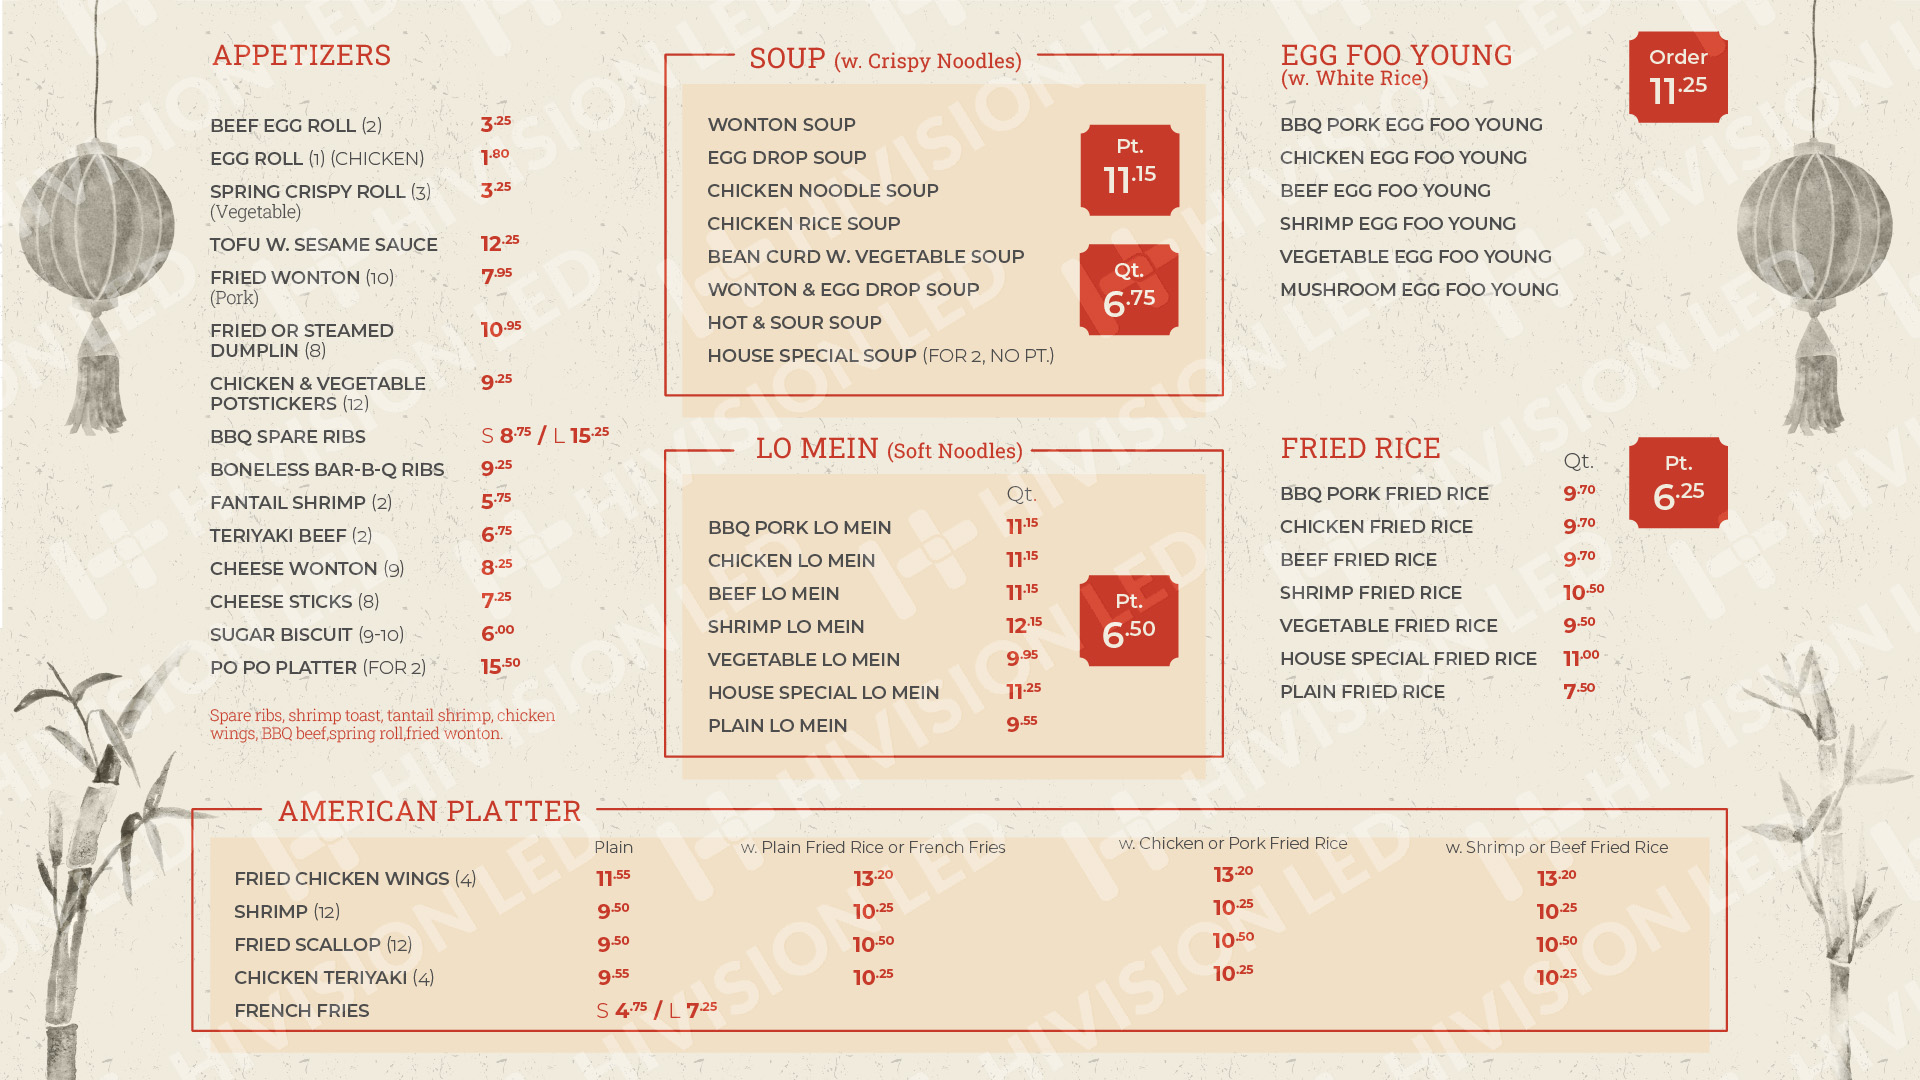 APPETIZERS
BEEF EGG ROLL (2) 3.25
EGG ROLL (1) (CHICKEN) 1.80
SPRING CRISPY ROLL (3) 3.25
(Vegetable)
TOFU W. SESAME SAUCE 12.25
FRIED WONTON (10) 7.95
(Pork)
FRIED OR STEAMED 10.95
DUMPLIN (8)
CHICKEN & VEGETABLE 9.25
POTSTICKERS (12)
BBQ SPARE RIBS S 8.75 / L 15.25
BONELESS BAR-B-Q RIBS 9.25
FANTAIL SHRIMP (2) 5.75
TERIYAKI BEEF (2) 6.75
CHEESE WONTON (9) 8.25
CHEESE STICKS (8) 7.25
SUGAR BISCUIT (9-10) 6.00
PO PO PLATTER (FOR 2) 15.50
Spare ribs, shrimp toast, tantail shrimp, chicken
wings, BBQ beef,spring roll,fried wonton.
SOUP (w. Crispy Noodles)
WONTON SOUP
EGG DROP SOUP
CHICKEN NOODLE SOUP
CHICKEN RICE SOUP
BEAN CURD W. VEGETABLE SOUP
WONTON & EGG DROP SOUP
HOT & SOUR SOUP
HOUSE SPECIAL SOUP (FOR 2, NO PT.)
Pt.
11.15
Qt.
6.75
LO MEIN (Soft Noodles)
Qt.
BBQ PORK LO MEIN 11.15
CHICKEN LO MEIN 11.15
BEEF LO MEIN 11.15
SHRIMP LO MEIN 12.15
VEGETABLE LO MEIN 9.95
HOUSE SPECIAL LO MEIN 11.25
PLAIN LO MEIN 9.55
Pt.
6.50
EGG FOO YOUNG
(w. White Rice)
Order
11.25
BBQ PORK EGG FOO YOUNG
CHICKEN EGG FOO YOUNG
BEEF EGG FOO YOUNG
SHRIMP EGG FOO YOUNG
VEGETABLE EGG FOO YOUNG
MUSHROOM EGG FOO YOUNG
FRIED RICE
Qt.
Pt.
6.25
BBQ PORK FRIED RICE 9.70
CHICKEN FRIED RICE 9.70
BEEF FRIED RICE 9.70
SHRIMP FRIED RICE 10.50
VEGETABLE FRIED RICE 9.50
HOUSE SPECIAL FRIED RICE 11.00
PLAIN FRIED RICE 7.50
AMERICAN PLATTER
Plain w. Plain Fried Rice or French Fries w. Chicken or Pork Fried Rice w. Shrimp or Beef Fried Rice
FRIED CHICKEN WINGS (4) 11.55 13.20 13.20 13.20
SHRIMP (12) 9.50 10.25 10.25 10.25
FRIED SCALLOP (12) 9.50 10.50 10.50 10.50
CHICKEN TERIYAKI (4) 9.55 10.25 10.25 10.25
FRENCH FRIES S 4.75 / L 7.25
HIVISION LED